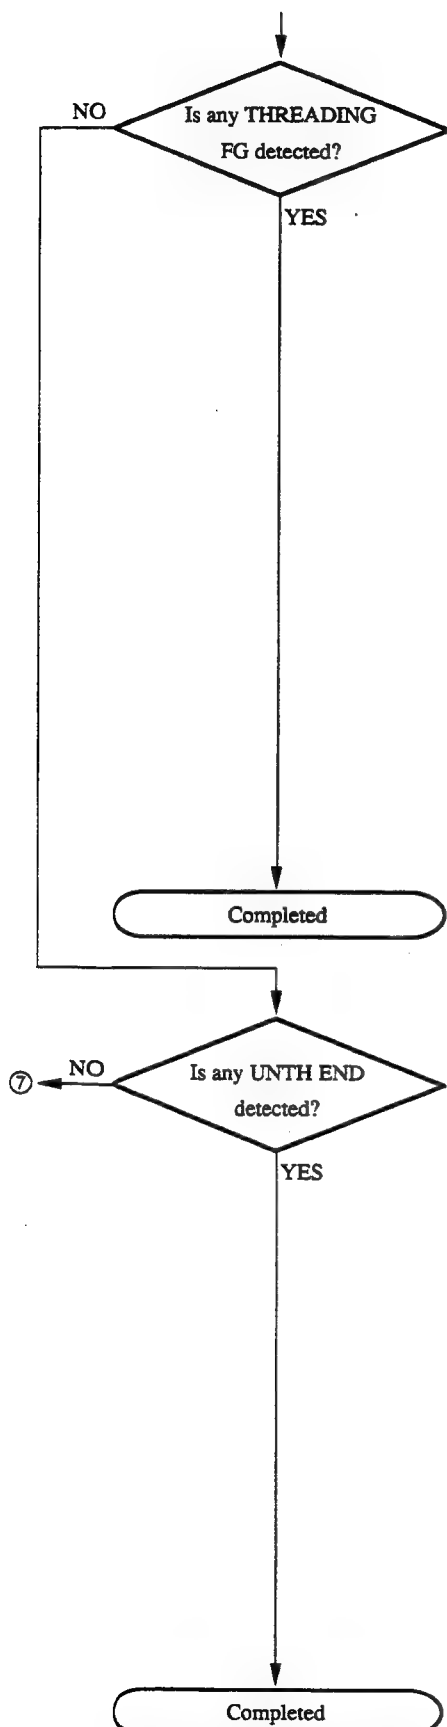 Is any THREADING
FG detected?
NO
YES
Completed
Is any UNTH END
detected?
⑦
NO
YES
Completed